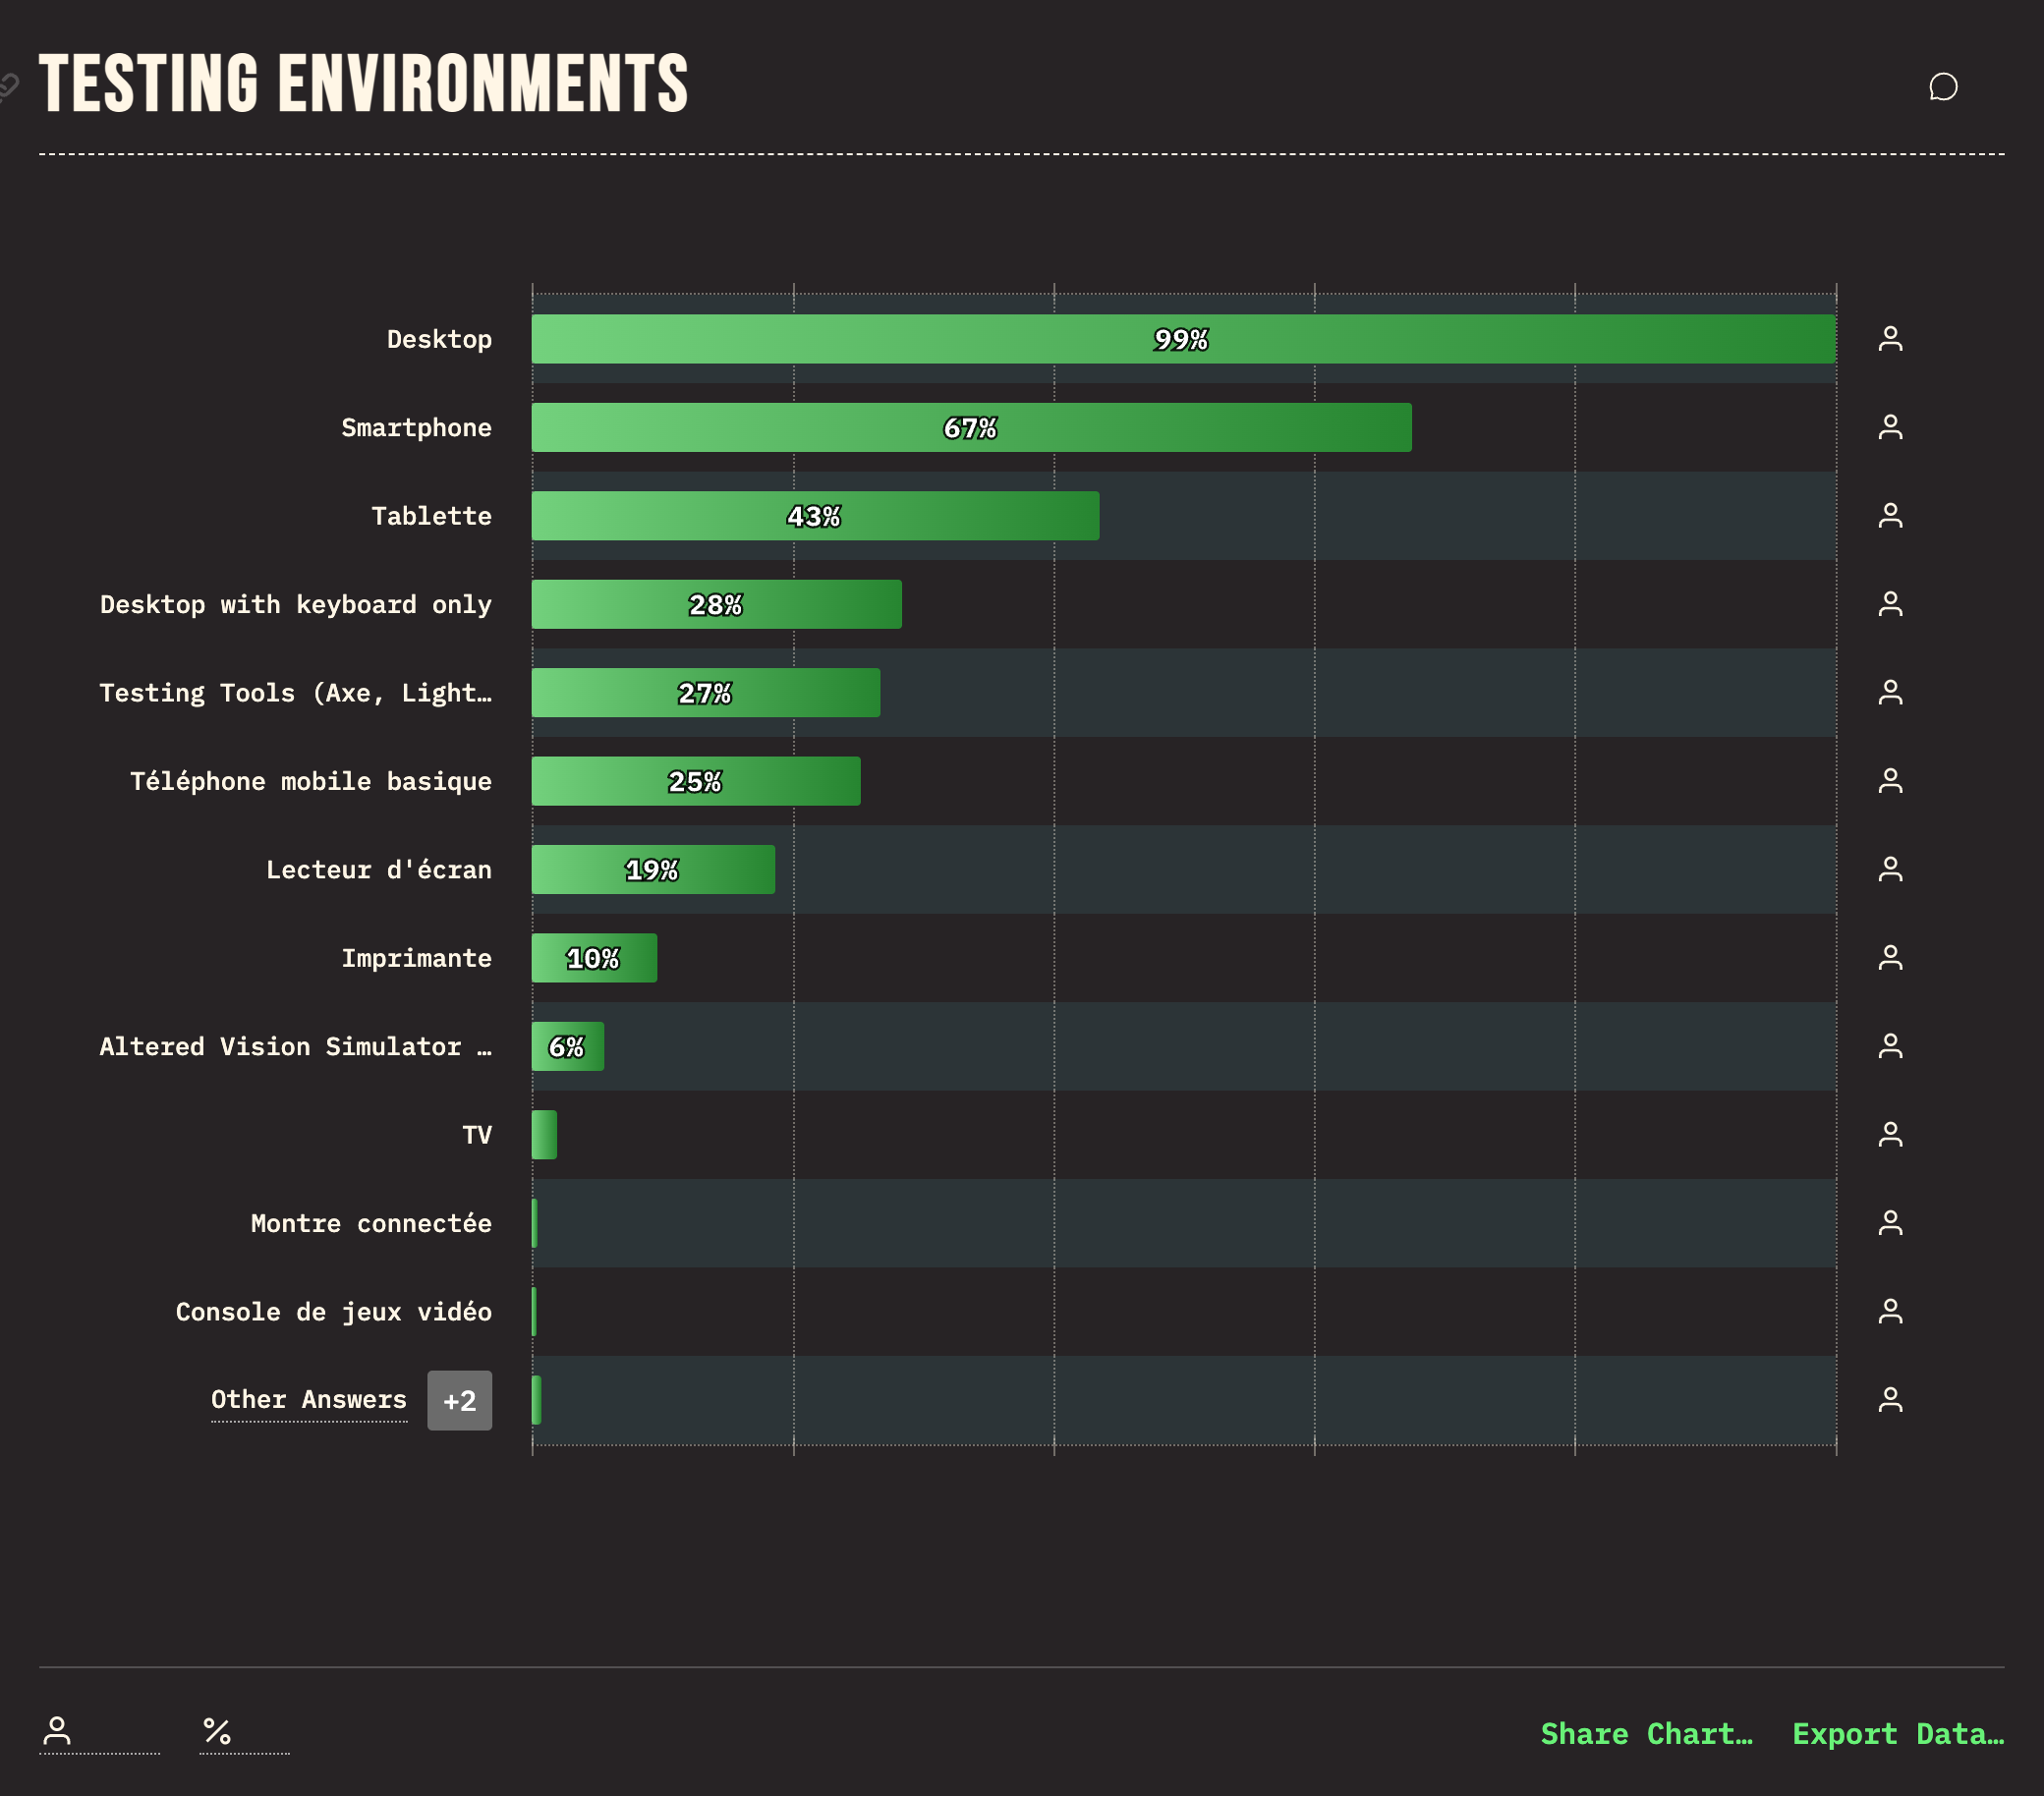 TESTING ENVIRONMENTS
Desktop
99%
Smartphone
67%
Tablette
43%
Desktop with keyboard only
28%
Testing Tools (Axe, Light…
27%
Téléphone mobile basique
25%
Lecteur d'écran
19%
Imprimante
10%
Altered Vision Simulator …
6%
TV
Montre connectée
Console de jeux vidéo
Other Answers +2
%
Share Chart… Export Data…